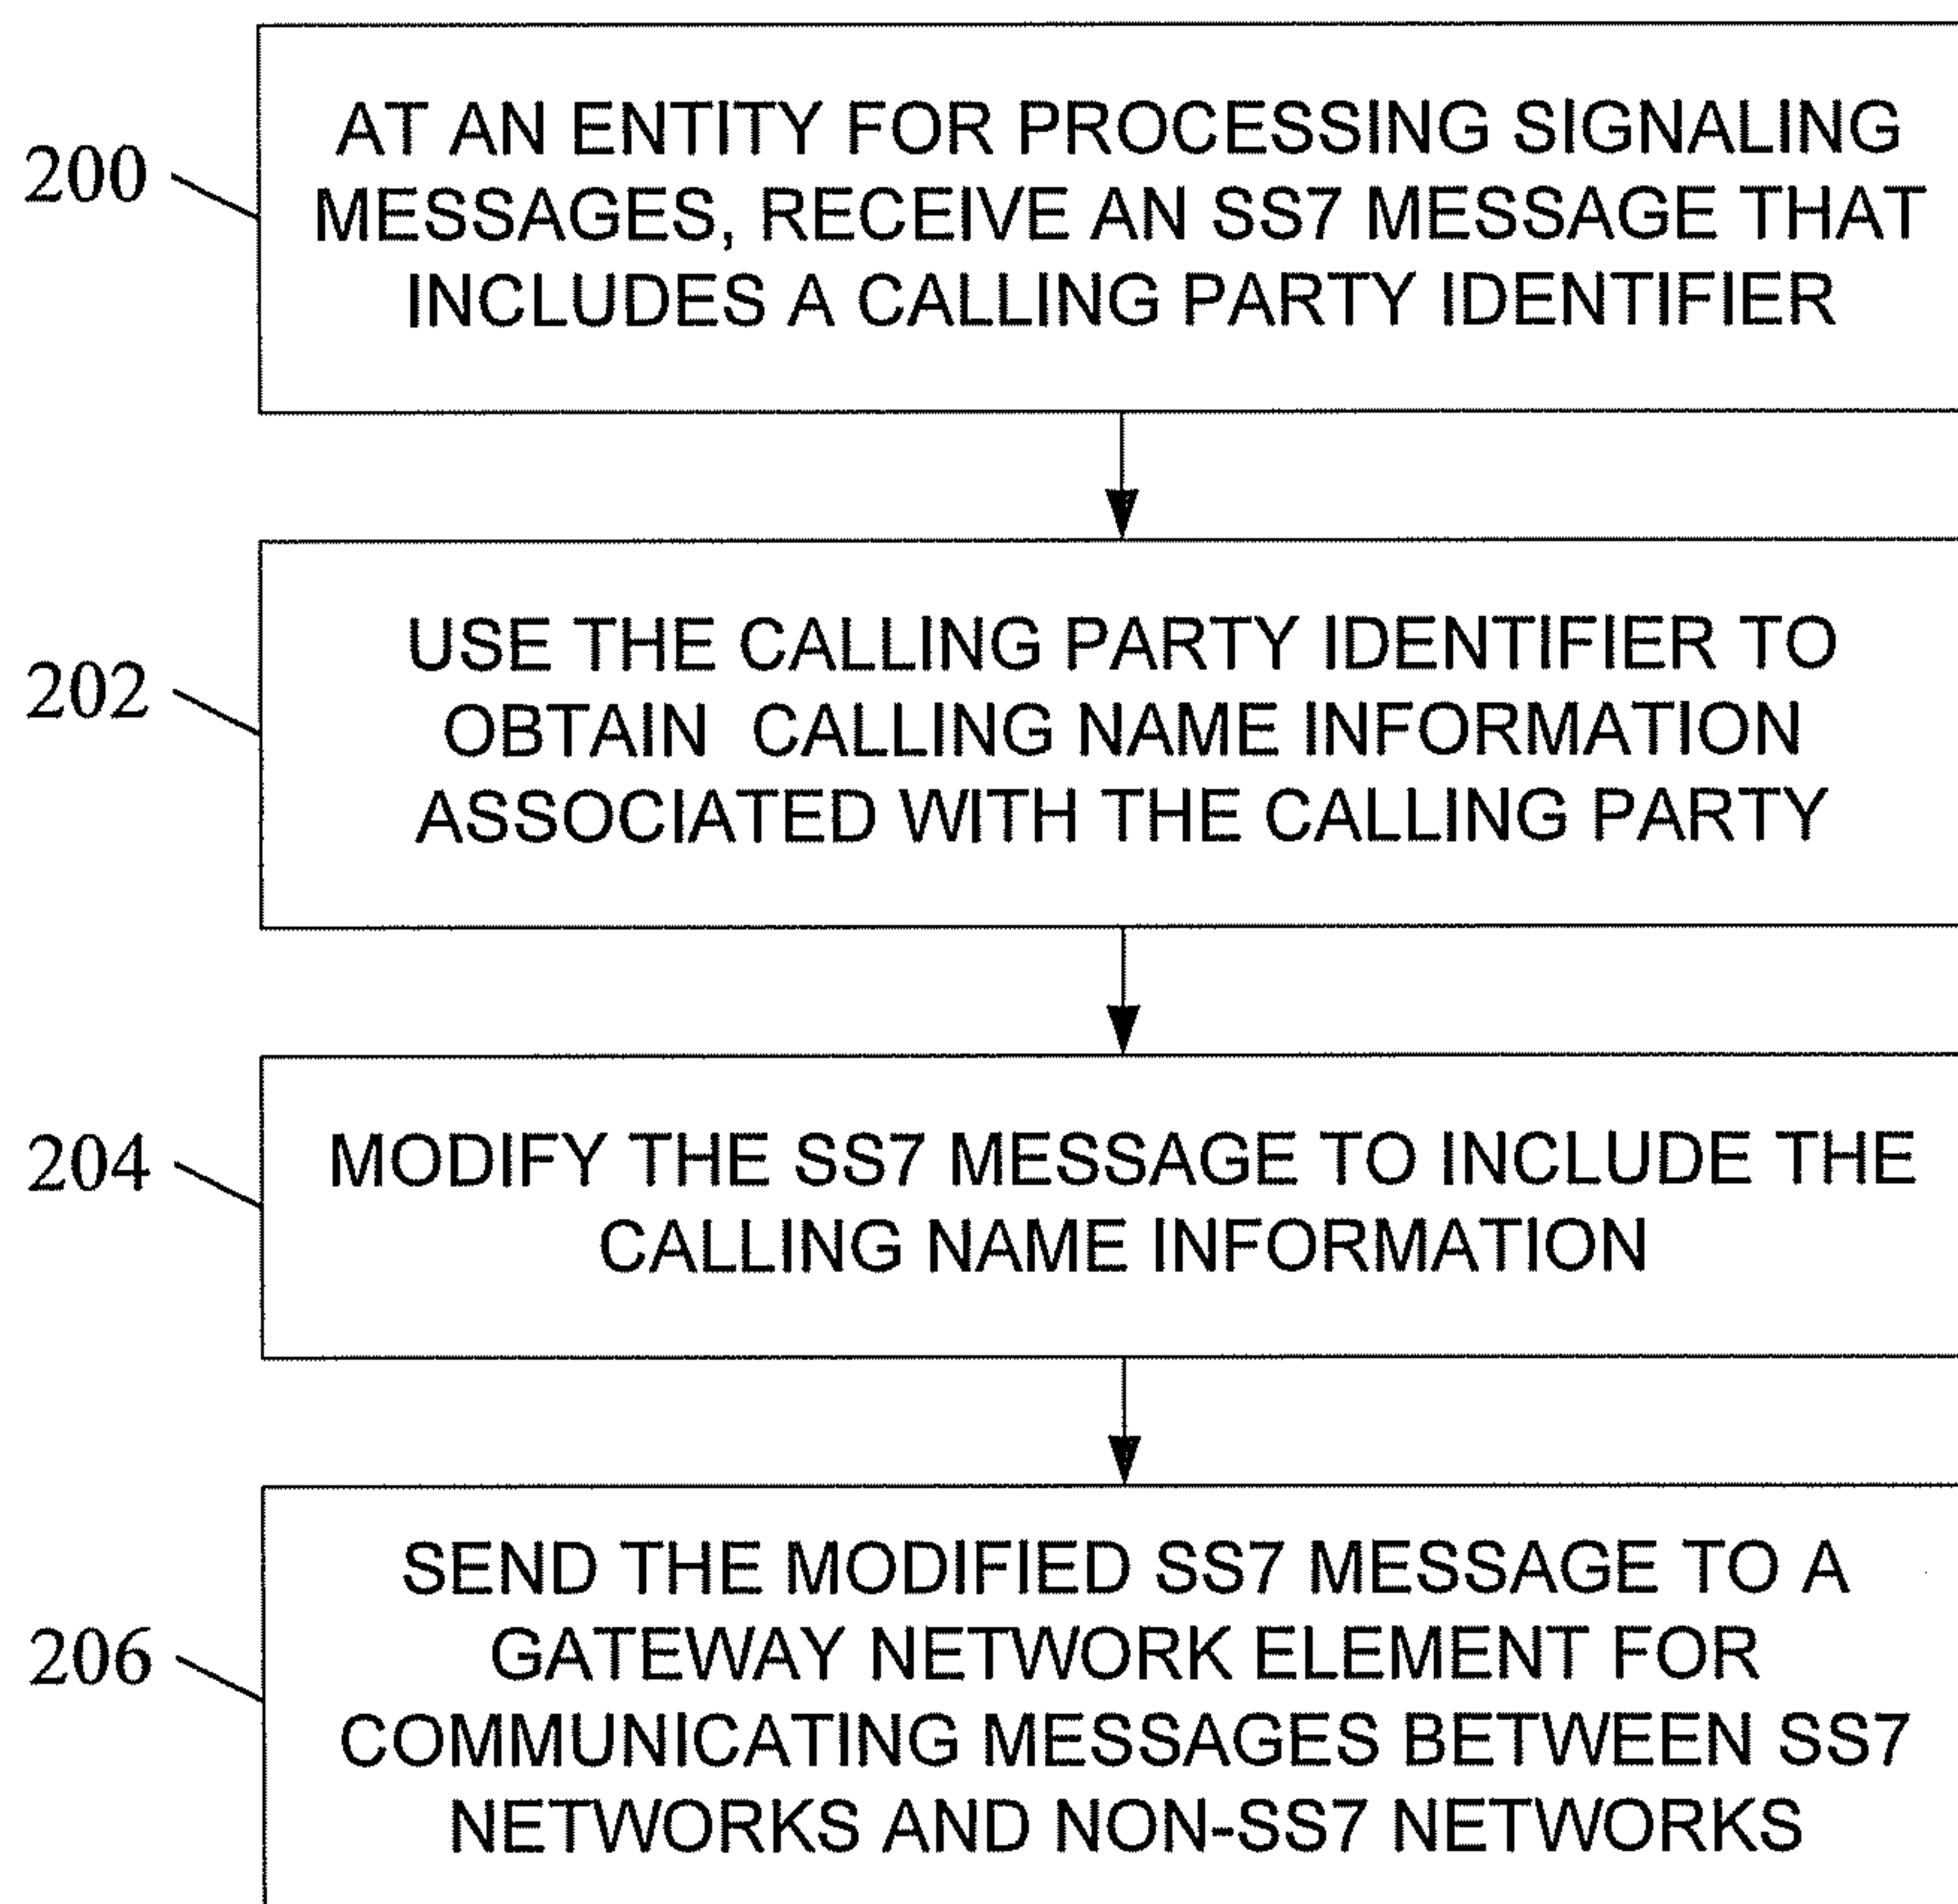 200
AT AN ENTITY FOR PROCESSING SIGNALING
MESSAGES, RECEIVE AN SS7 MESSAGE THAT
INCLUDES A CALLING PARTY IDENTIFIER
202
USE THE CALLING PARTY IDENTIFIER TO
OBTAIN CALLING NAME INFORMATION
ASSOCIATED WITH THE CALLING PARTY
204
MODIFY THE SS7 MESSAGE TO INCLUDE THE
CALLING NAME INFORMATION
206
SEND THE MODIFIED SS7 MESSAGE TO A
GATEWAY NETWORK ELEMENT FOR
COMMUNICATING MESSAGES BETWEEN SS7
NETWORKS AND NON-SS7 NETWORKS